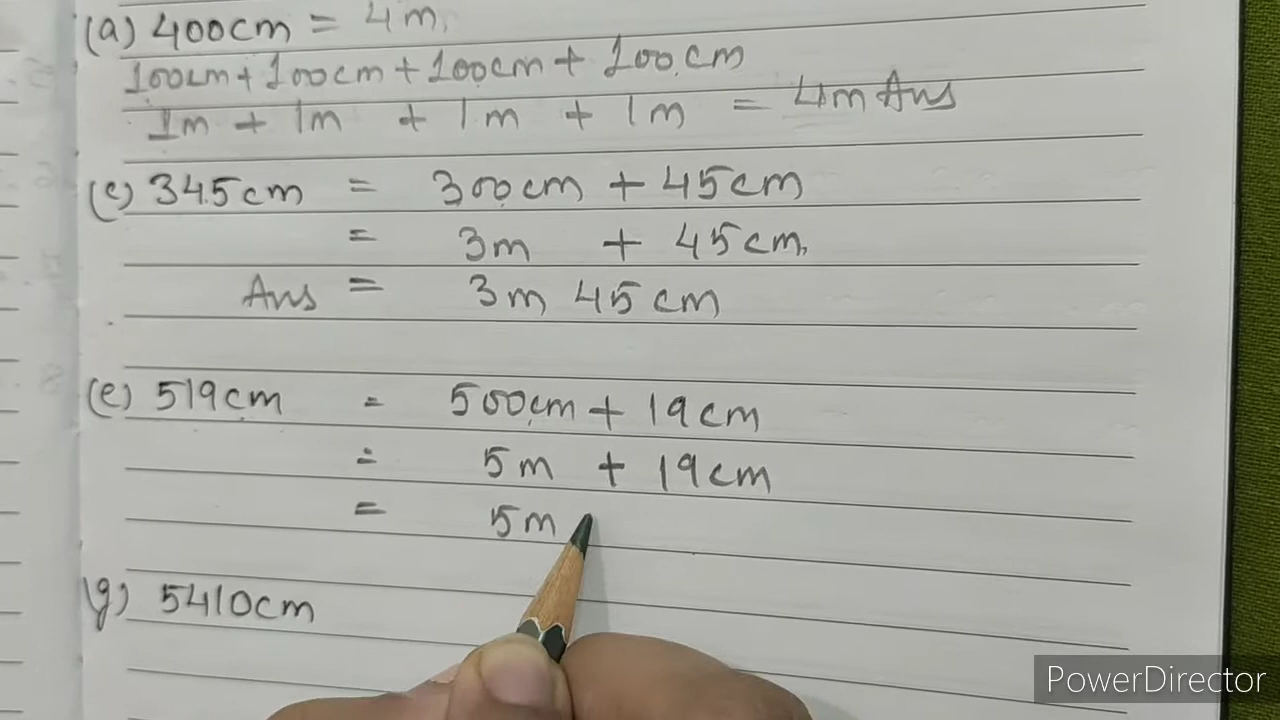 (a) 400cm = 4m.
100cm + 100cm + 100cm + 100cm
1m + 1m + 1m + 1m = 4m Ans
(c) 345cm = 300cm + 45cm
= 3m + 45cm.
Ans = 3m 45cm
(e) 519cm = 500cm + 19cm
= 5m + 19cm
= 5m
(g) 5410cm
PowerDirector